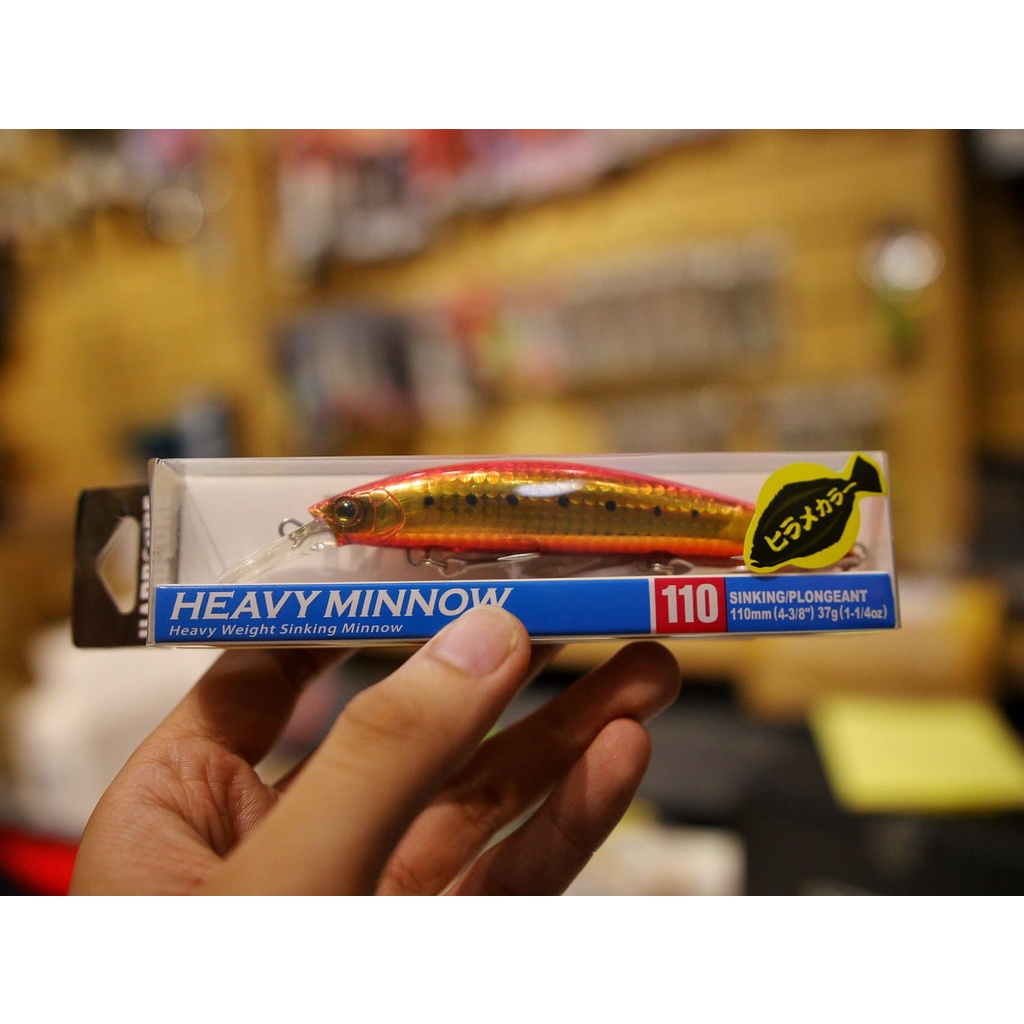 ヒラメカラー
HEAVY MINNOW
Heavy Weight Sinking Minnow
110
SINKING/PLONGEANT
110mm (4-3/8") 37g (1-1/4oz)